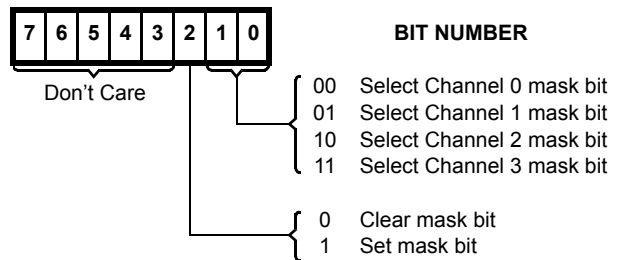 7 6 5 4 3 2 1 0 BIT NUMBER
Don't Care
00 Select Channel 0 mask bit
01 Select Channel 1 mask bit
10 Select Channel 2 mask bit
11 Select Channel 3 mask bit
0 Clear mask bit
1 Set mask bit